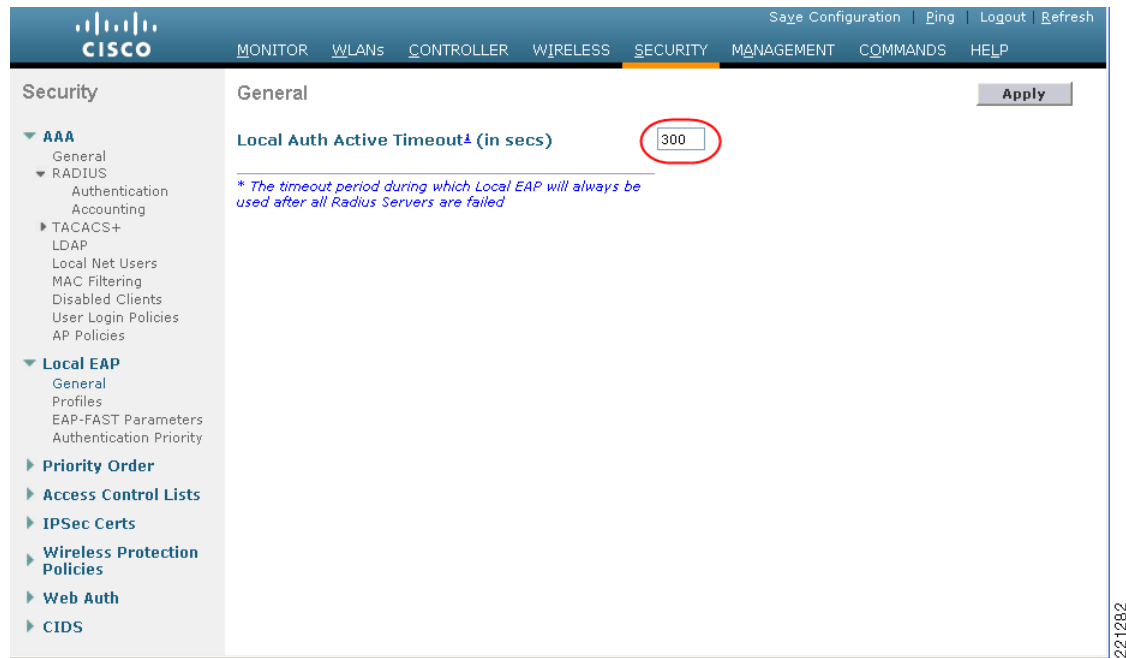 Save Configuration | Ping | Logout | Refresh
CISCO
MONITOR WLANs CONTROLLER WIRELESS SECURITY MANAGEMENT COMMANDS HELP
Security
AAA
General
RADIUS
Authentication
Accounting
TACACS+
LDAP
Local Net Users
MAC Filtering
Disabled Clients
User Login Policies
AP Policies
Local EAP
General
Profiles
EAP-FAST Parameters
Authentication Priority
Priority Order
Access Control Lists
IPSec Certs
Wireless Protection
Policies
Web Auth
CIDS
General
Apply
Local Auth Active Timeout1 (in secs) 300
* The timeout period during which Local EAP will always be
used after all Radius Servers are failed
221282